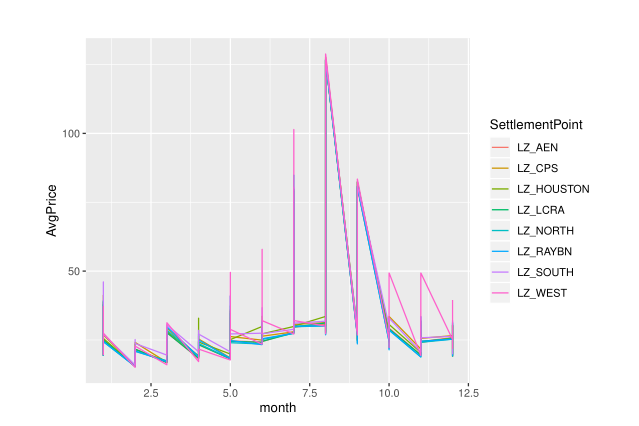 100
50
AvgPrice
2.5 5.0 7.5 10.0 12.5
month
SettlementPoint
LZ_AEN
LZ_CPS
LZ_HOUSTON
LZ_LCRA
LZ_NORTH
LZ_RAYBN
LZ_SOUTH
LZ_WEST